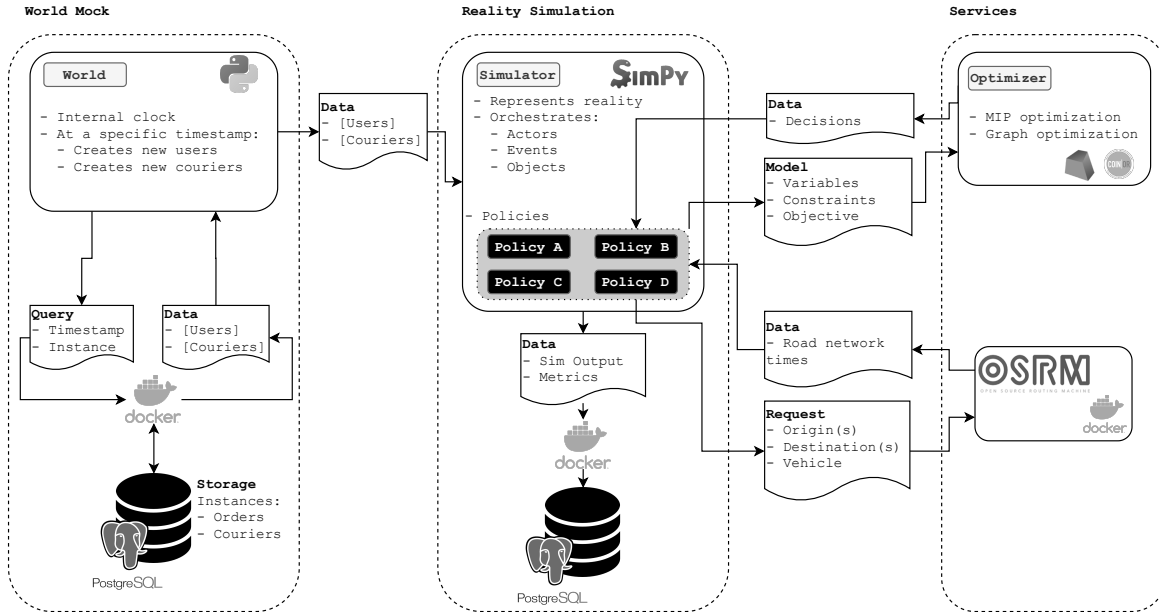 World Mock
World
- Internal clock
- At a specific timestamp:
- Creates new users
- Creates new couriers
Data
- [Users]
- [Couriers]
Query
- Timestamp
- Instance
Data
- [Users]
- [Couriers]
docker
Storage
Instances:
- Orders
- Couriers
PostgreSQL
Reality Simulation
Simulator
SimPy
- Represents reality
- Orchestrates:
- Actors
- Events
- Objects
- Policies
Policy A
Policy B
Policy C
Policy D
Data
- Sim Output
- Metrics
docker
PostgreSQL
Services
Data
- Decisions
Optimizer
- MIP optimization
- Graph optimization
COIN|OR
Model
- Variables
- Constraints
- Objective
Data
- Road network
times
OSRM
OPEN SOURCE ROUTING MACHINE
docker
Request
- Origin(s)
- Destination(s)
- Vehicle